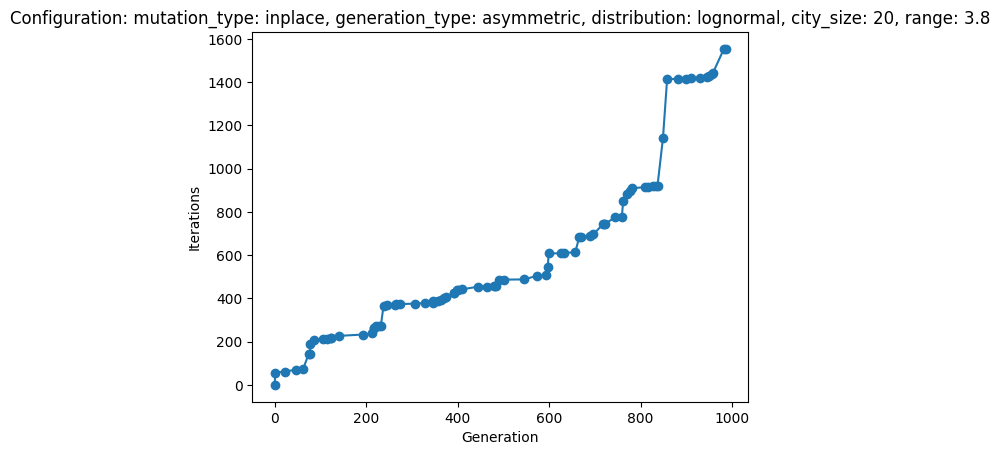 Configuration: mutation_type: inplace, generation_type: asymmetric, distribution: lognormal, city_size: 20, range: 3.8
1600
1400
1200
1000
800
600
400
200
0
Iterations
0 200 400 600 800 1000
Generation